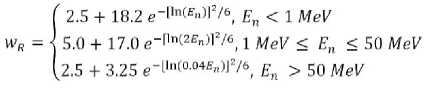 2.5 + 18.2 e^{-[ln(E_n)]^2/6}, E_n < 1 MeV
w_R = { 5.0 + 17.0 e^{-[ln(2E_n)]^2/6}, 1 MeV ≤ E_n ≤ 50 MeV
2.5 + 3.25 e^{-[ln(0.04E_n)]^2/6}, E_n > 50 MeV